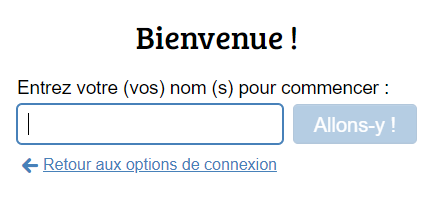 Bienvenue !
Entrez votre (vos) nom (s) pour commencer :
Allons-y !
Retour aux options de connexion